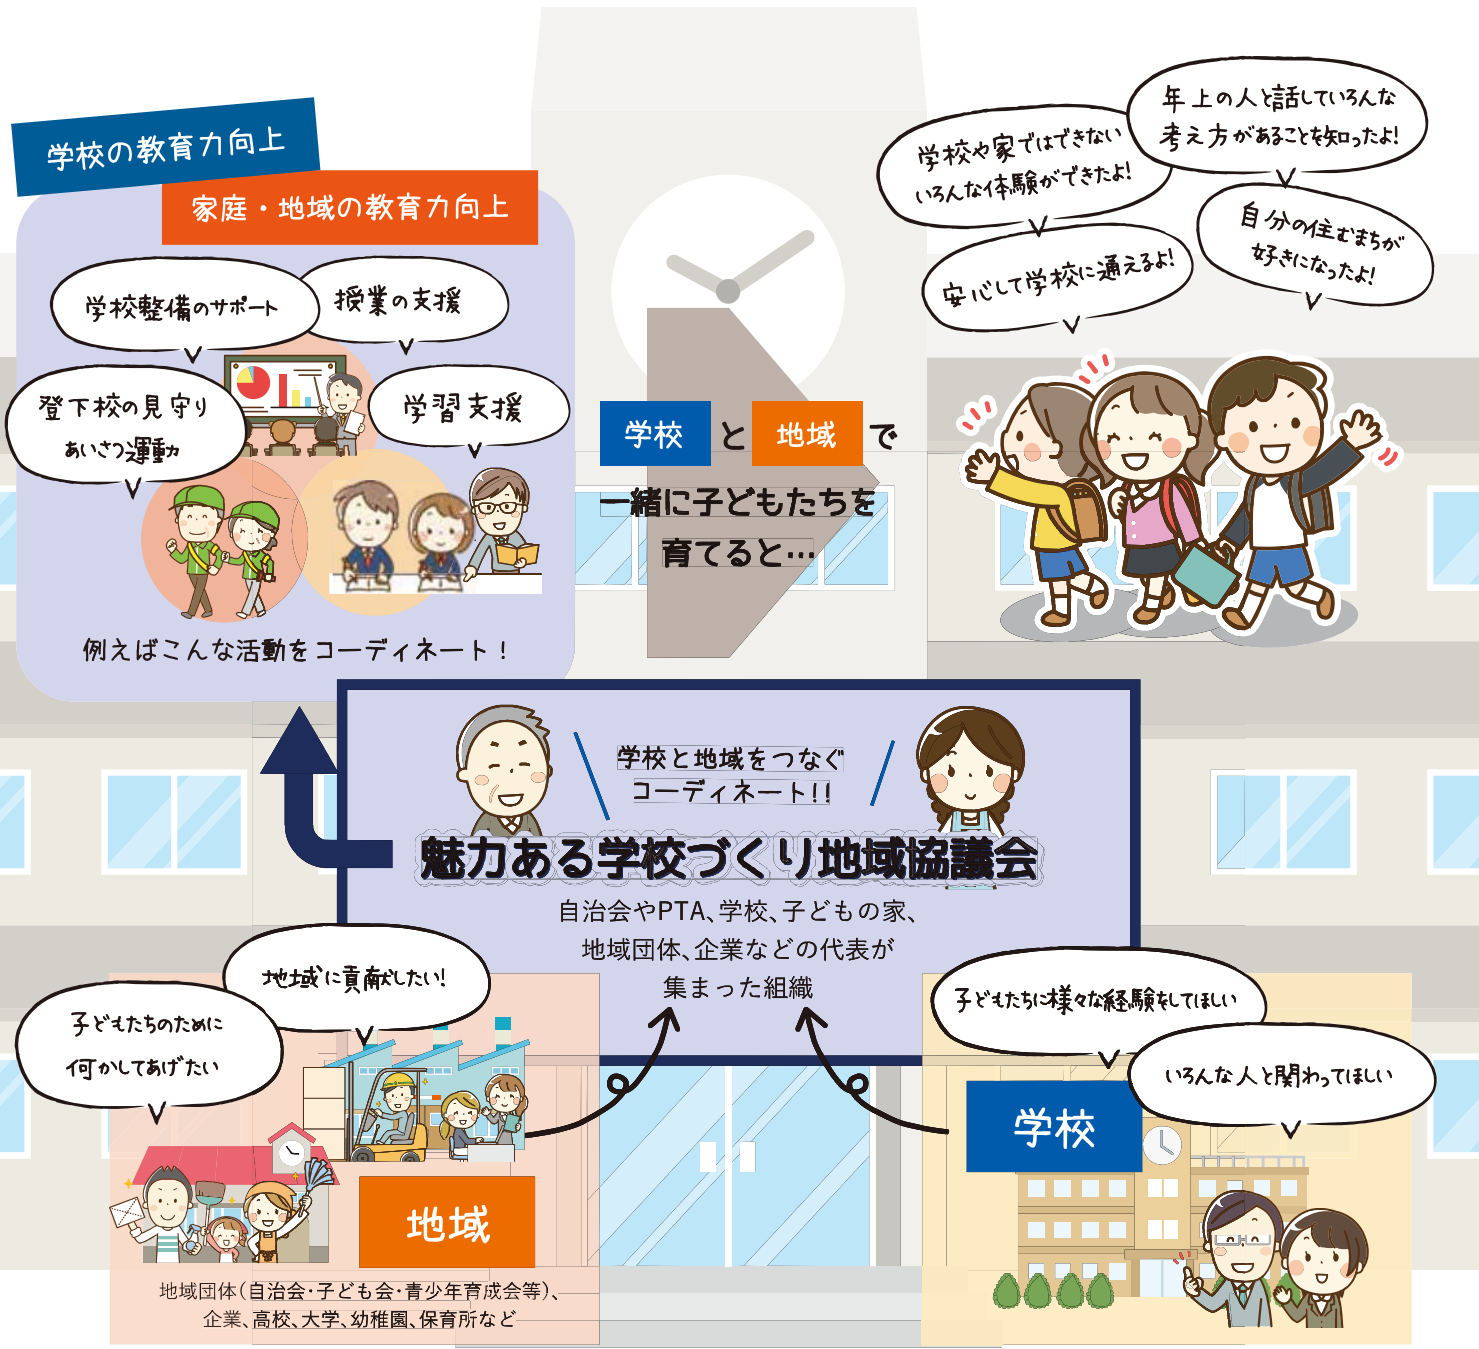 学校の教育力向上
家庭・地域の教育力向上
学校整備のサポート
授業の支援
登下校の見守り
あいさつ運動
学習支援
例えばこんな活動をコーディネート！
学校と地域で
一緒に子どもたちを
育てると…
学校や家ではできない
いろんな体験ができたよ!
年上の人と話していろんな
考え方があることを知ったよ!
安心して学校に通えるよ!
自分の住むまちが
好きになったよ!
学校と地域をつなぐ
コーディネート!!
魅力ある学校づくり地域協議会
自治会やPTA、学校、子どもの家、
地域団体、企業などの代表が
集まった組織
地域に貢献したい!
子どもたちのために
何かしてあげたい
地域
地域団体(自治会・子ども会・青少年育成会等)、
企業、高校、大学、幼稚園、保育所など
子どもたちに様々な経験をしてほしい
いろんな人と関わってほしい
学校